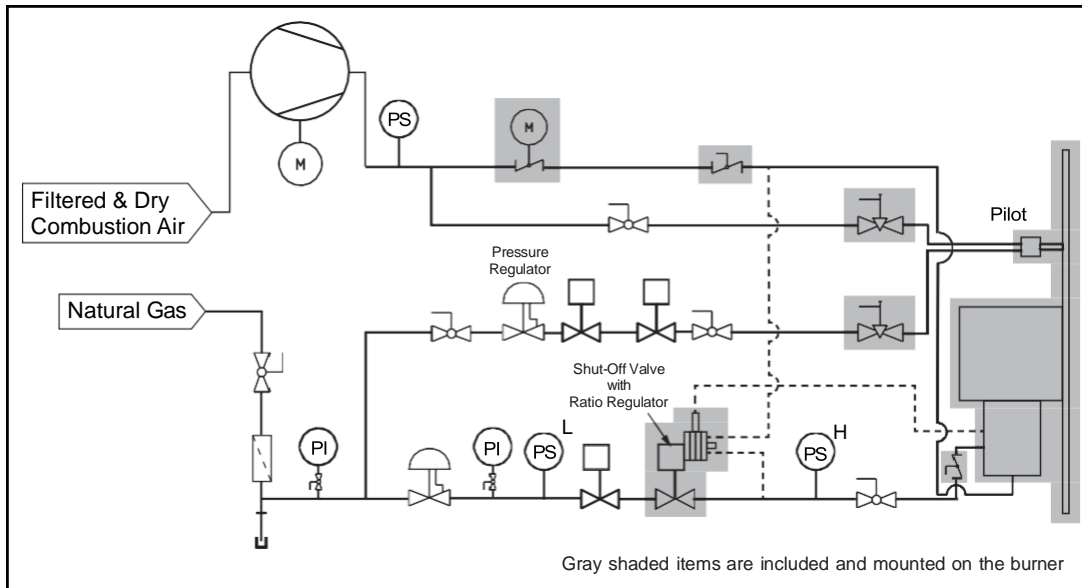 PS
M
M
Filtered & Dry
Combustion Air
Pilot
Pressure
Regulator
Natural Gas
Shut-Off Valve
with
Ratio Regulator
L
H
PI
PI
PS
PS
Gray shaded items are included and mounted on the burner